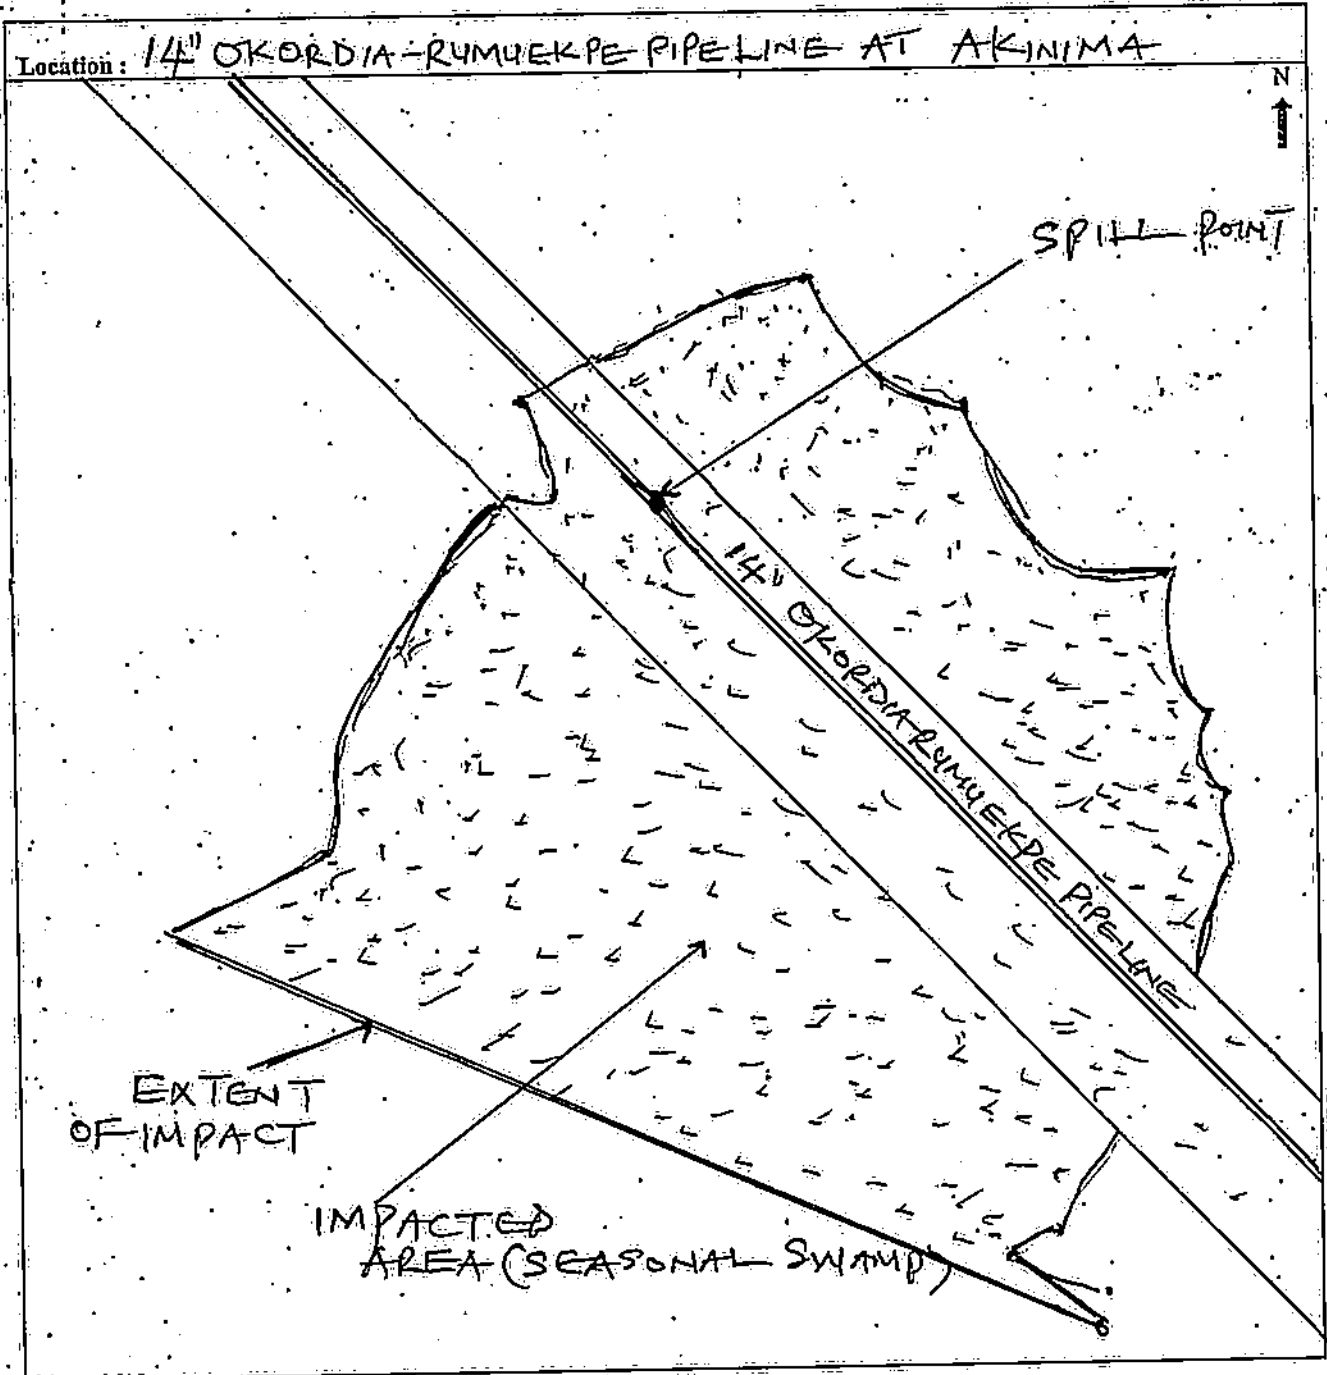 Location : 14" OKORDIA-RUMUEKPE PIPELINE AT AKINIMA
N
SPILL POINT
14" OKORDIA-RUMUEKPE PIPELINE
EXTENT
OF IMPACT
IMPACTED
AREA (SEASONAL SWAMP)